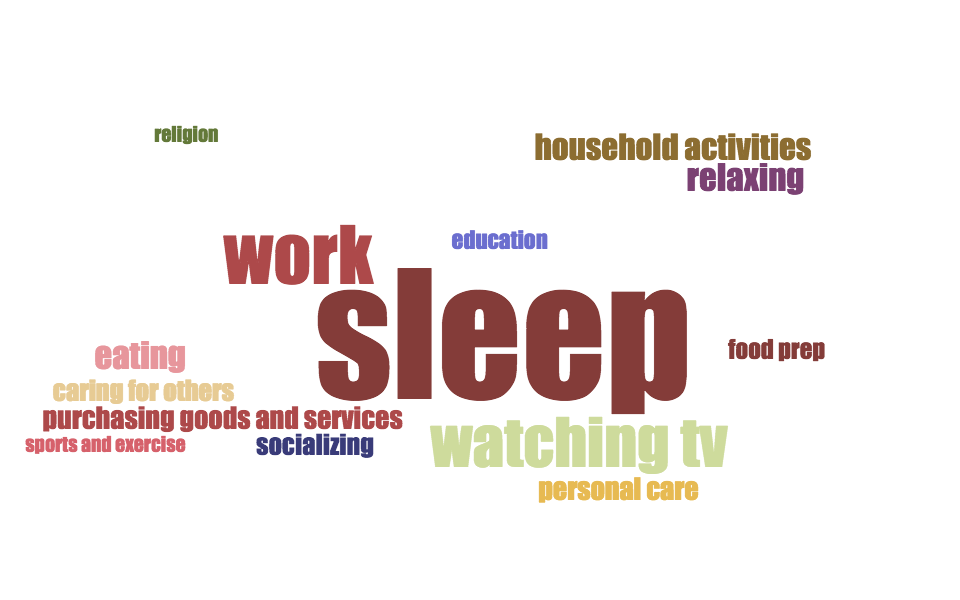 religion
household activities
relaxing
work
education
sleep
food prep
eating
caring for others
purchasing goods and services
sports and exercise
socializing
watching tv
personal care